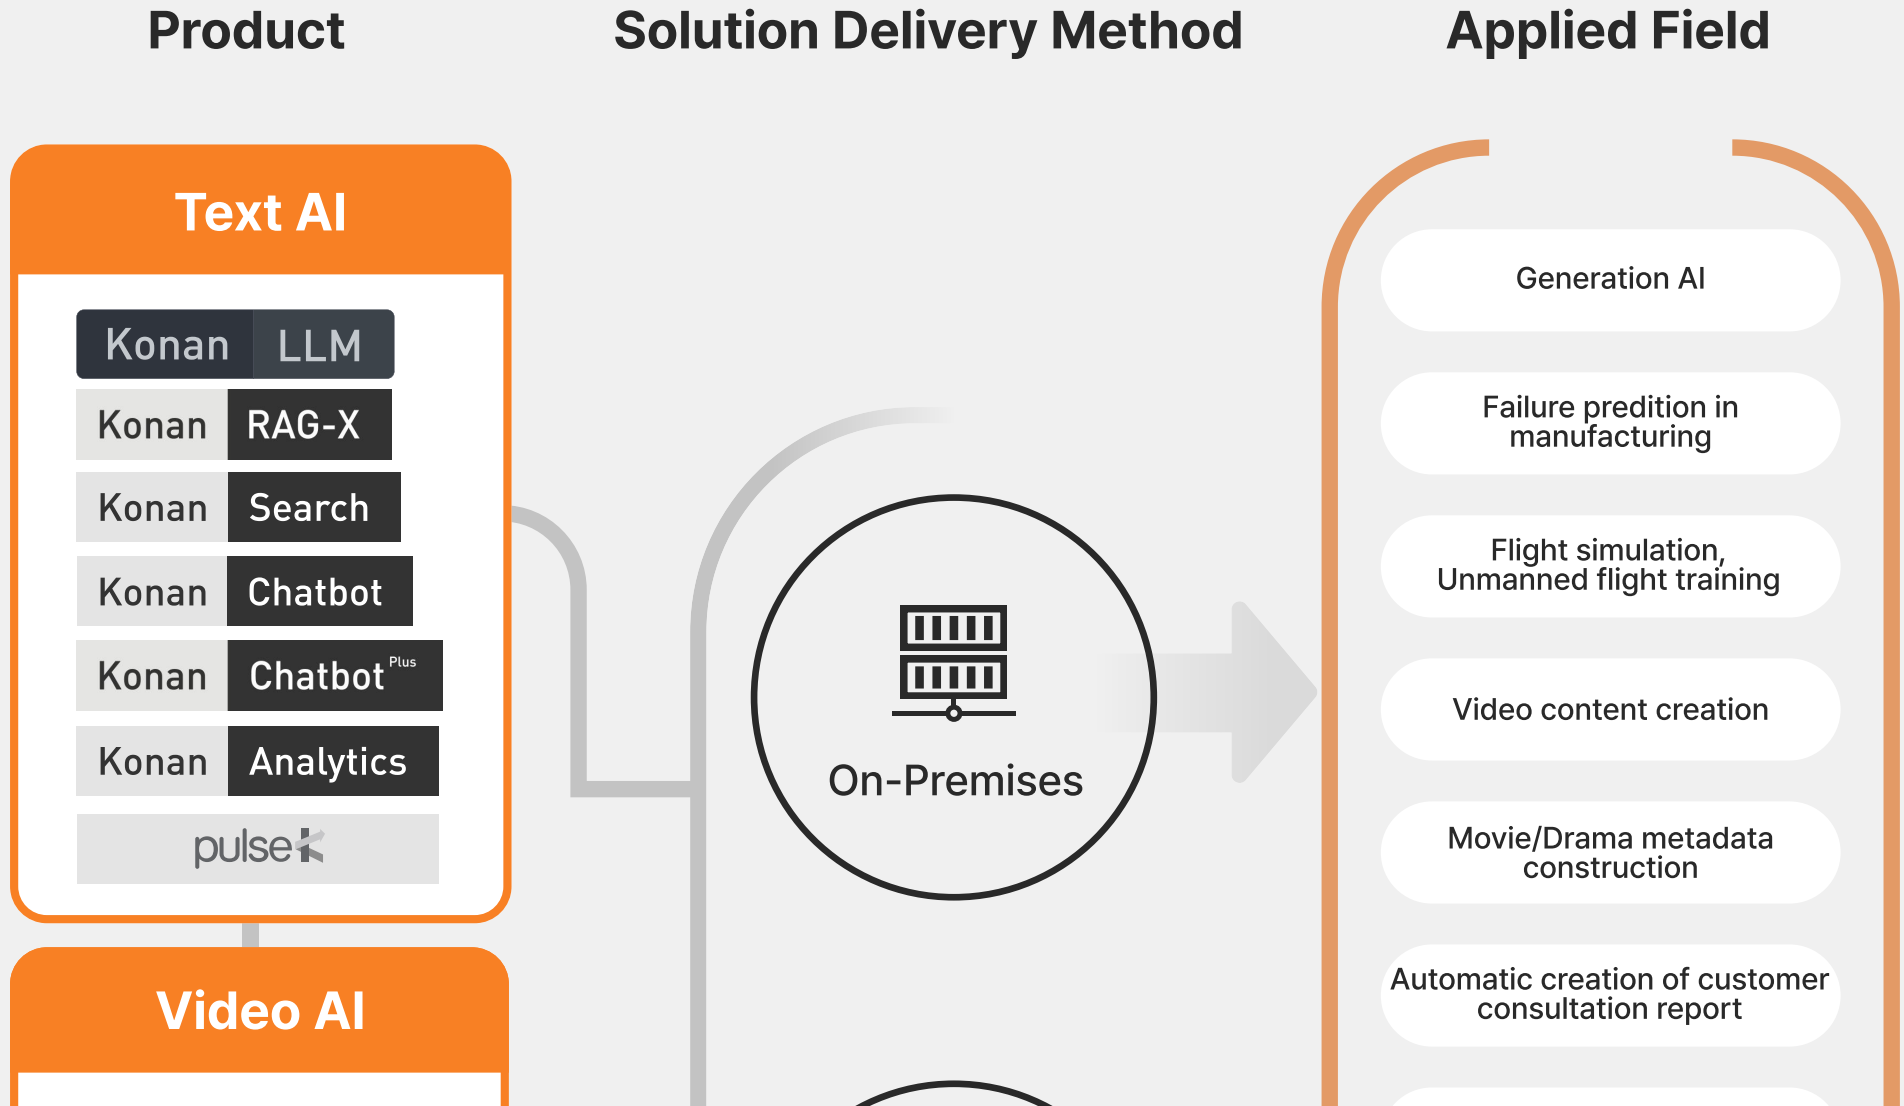 Product
Solution Delivery Method
Applied Field
Text AI
Konan LLM
Konan RAG-X
Konan Search
Konan Chatbot
Konan Chatbot Plus
Konan Analytics
pulse K
Video AI
On-Premises
Generation AI
Failure predition in
manufacturing
Flight simulation,
Unmanned flight training
Video content creation
Movie/Drama metadata
construction
Automatic creation of customer
consultation report